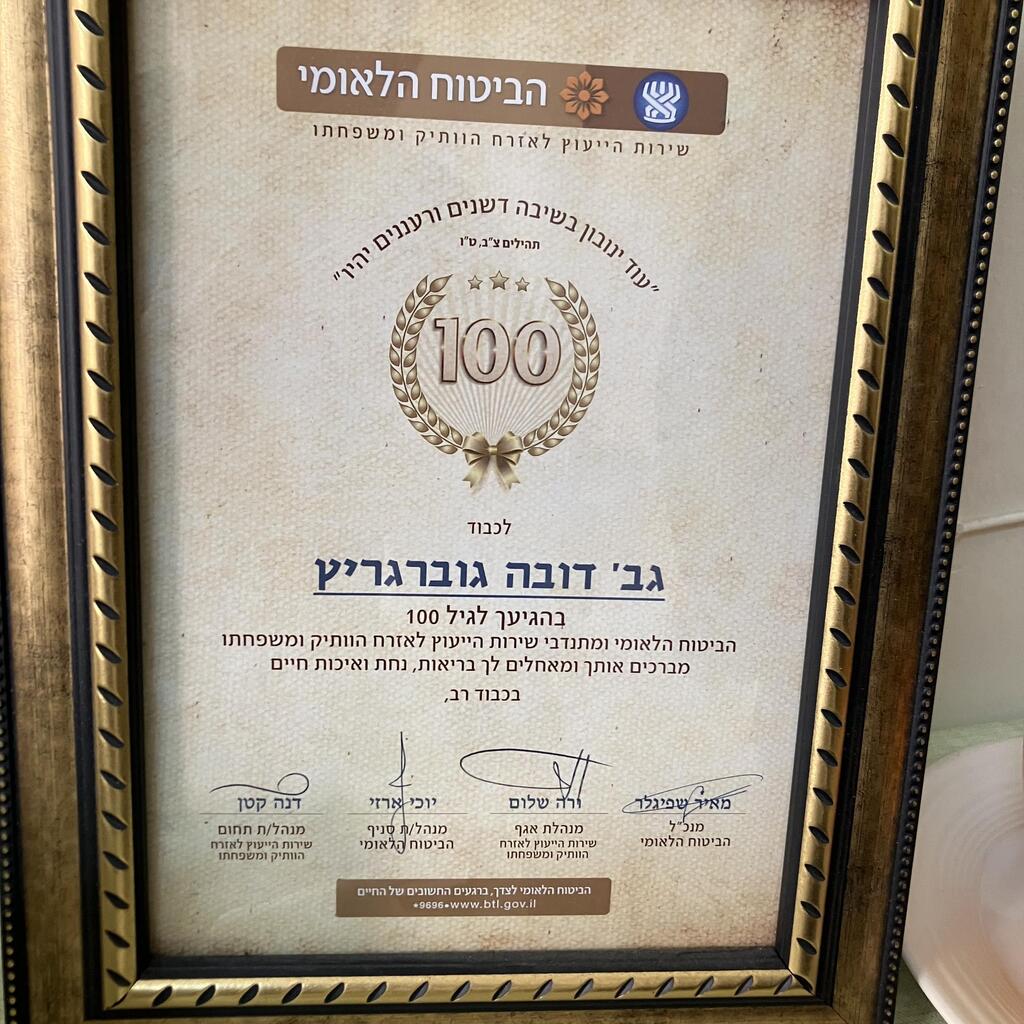 הביטוח הלאומי
שירות הייעוץ לאזרח הוותיק ומשפחתו
"עוד ינובון בשיבה דשנים ורעננים יהיו"
תהילים צ"ב, ט"ו
100
לכבוד
גב' דובה גוברגריץ
בהגיעך לגיל 100
הביטוח הלאומי ומתנדבי שירות הייעוץ לאזרח הוותיק ומשפחתו
מברכים אותך ומאחלים לך בריאות, נחת ואיכות חיים
בכבוד רב,
מאיר שפיגלר
מנכ"ל
הביטוח הלאומי
ורה שלום
מנהלת אגף
שירות הייעוץ לאזרח
הוותיק ומשפחתו
יוכי ארזי
מנהל/ת סניף
הביטוח הלאומי
דנה קטן
מנהל/ת תחום
שירות הייעוץ לאזרח
הוותיק ומשפחתו
הביטוח הלאומי לצדך, ברגעים החשובים של החיים
*9696•www.btl.gov.il